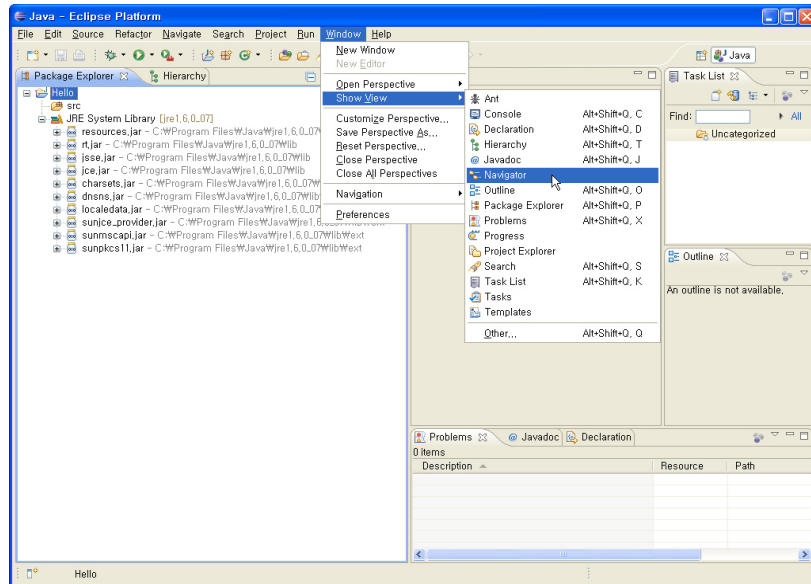 Java - Eclipse Platform
File Edit Source Refactor Navigate Search Project Run Window Help
Java
Package Explorer
Hierarchy
Hello
src
JRE System Library [jre1,6,0_07]
resources,jar - C:₩Program Files₩Java₩jre1,6,0_07₩
rt,jar - C:₩Program Files₩Java₩jre1,6,0_07₩lib
jsse,jar - C:₩Program Files₩Java₩jre1,6,0_07₩lib
jce,jar - C:₩Program Files₩Java₩jre1,6,0_07₩lib
charsets,jar - C:₩Program Files₩Java₩jre1,6,0_07₩
dnsns,jar - C:₩Program Files₩Java₩jre1,6,0_07₩lib
localedata,jar - C:₩Program Files₩Java₩jre1,6,0_07
sunjce_provider,jar - C:₩Program Files₩Java₩jre1,6
sunmscapi,jar - C:₩Program Files₩Java₩jre1,6,0_07₩lib₩ext
sunpkcs11,jar - C:₩Program Files₩Java₩jre1,6,0_07₩lib₩ext
New Window
New Editor
Open Perspective
Show View
Customize Perspective,,,
Save Perspective As,,,
Reset Perspective,,,
Close Perspective
Close All Perspectives
Navigation
Preferences
Ant
Console Alt+Shift+Q, C
Declaration Alt+Shift+Q, D
Hierarchy Alt+Shift+Q, T
Javadoc Alt+Shift+Q, J
Navigator
Outline Alt+Shift+Q, O
Package Explorer Alt+Shift+Q, P
Problems Alt+Shift+Q, X
Progress
Project Explorer
Search Alt+Shift+Q, S
Task List Alt+Shift+Q, K
Tasks
Templates
Other,,, Alt+Shift+Q, Q
Task List
Find: All
Uncategorized
Outline
An outline is not available,
Problems @ Javadoc Declaration
0 items
Description Resource Path
Hello